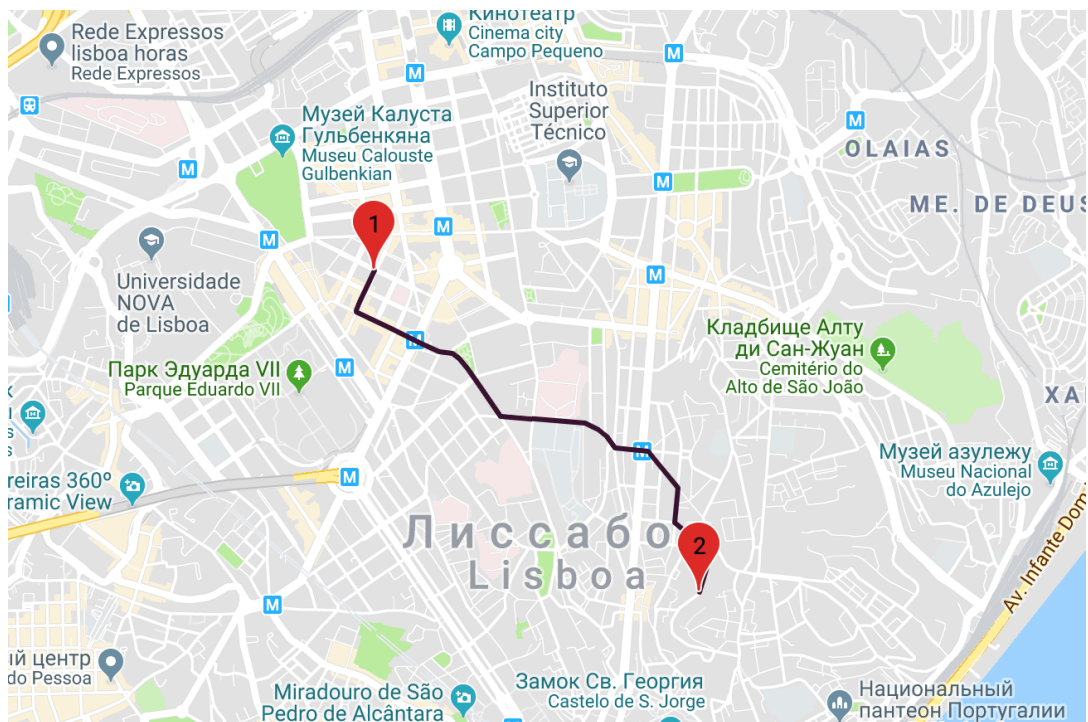 Кинотеатр
Cinema city
Campo Pequeno
Rede Expressos
lisboa horas
Rede Expressos
M
M
Instituto
Superior
Técnico
Музей Калуста
Гульбенкяна
Museu Calouste
Gulbenkian
M
M
OLAIAS
M
M
ME. DE DEUS
1
M
M
M
Universidade
NOVA
de Lisboa
Кладбище Алту
ди Сан-Жуан
Cemitério do
Alto de São João
M
M
Парк Эдуарда VII
Parque Eduardo VII
ХА
M
Музей азулежу
Museu Nacional
do Azulejo
reiras 360º
ramic View
M
Лиссабо
Lisboa
2
Av. Infante Dom
M
M
й центр
do Pessoa
Miradouro de São
Pedro de Alcântara
Замок Св. Георгия
Castelo de S. Jorge
Национальный
пантеон Португалии